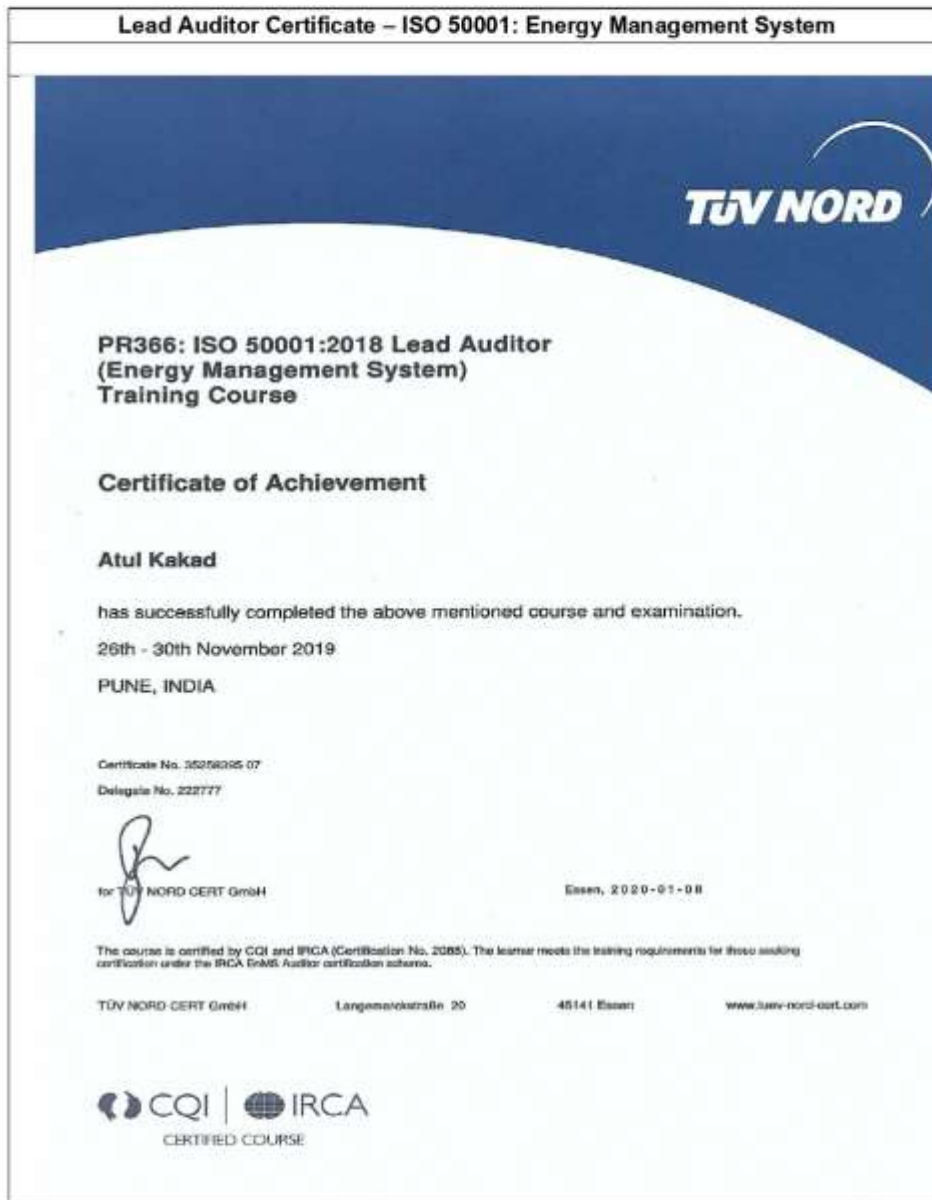 Lead Auditor Certificate – ISO 50001: Energy Management System
TÜV NORD
PR366: ISO 50001:2018 Lead Auditor
(Energy Management System)
Training Course
Certificate of Achievement
Atul Kakad
has successfully completed the above mentioned course and examination.
26th - 30th November 2019
PUNE, INDIA
Certificate No. 35258395 07
Delegate No. 222777
for TÜV NORD CERT GmbH
Essen, 2020-01-08
The course is certified by CQI and IRCA (Certification No. 2088). The learner meets the training requirements for those seeking
certification under the IRCA EnMS Auditor certification scheme.
TÜV NORD CERT GmbH Langemarckstraße 20 45141 Essen www.tuev-nord-cert.com
CQI IRCA
CERTIFIED COURSE